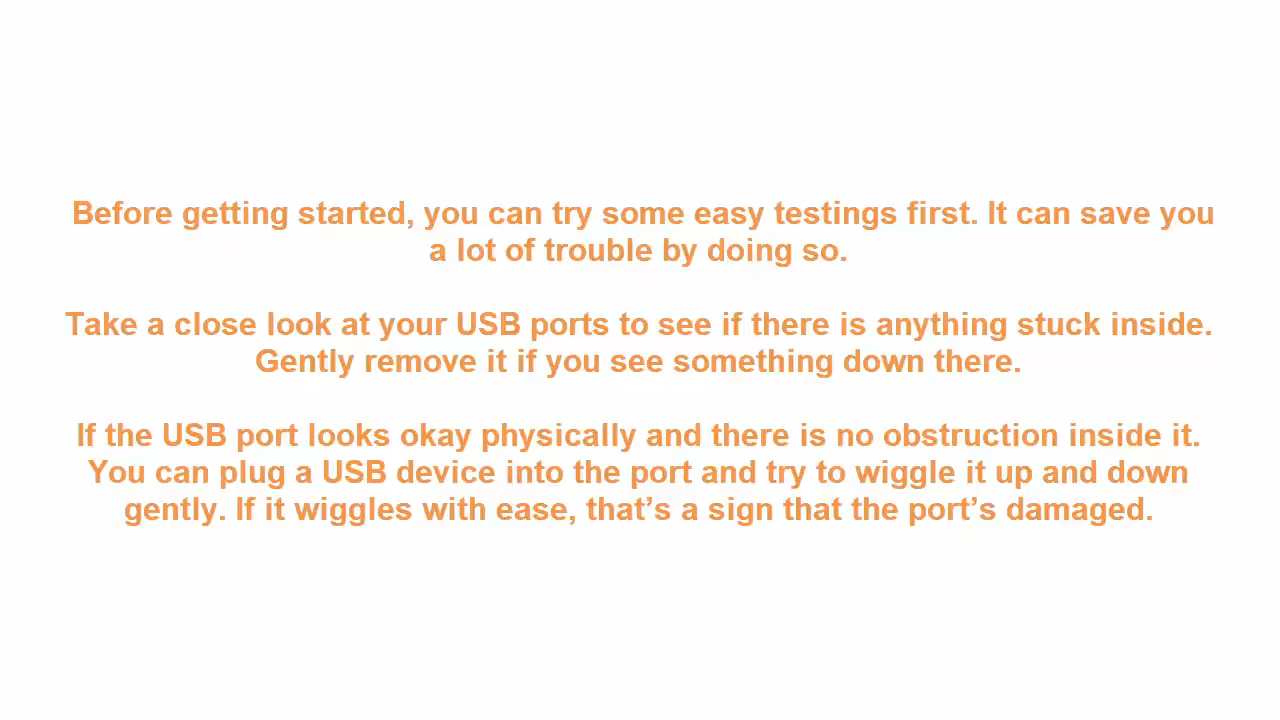 Before getting started, you can try some easy testings first. It can save you
a lot of trouble by doing so.
Take a close look at your USB ports to see if there is anything stuck inside.
Gently remove it if you see something down there.
If the USB port looks okay physically and there is no obstruction inside it.
You can plug a USB device into the port and try to wiggle it up and down
gently. If it wiggles with ease, that’s a sign that the port’s damaged.